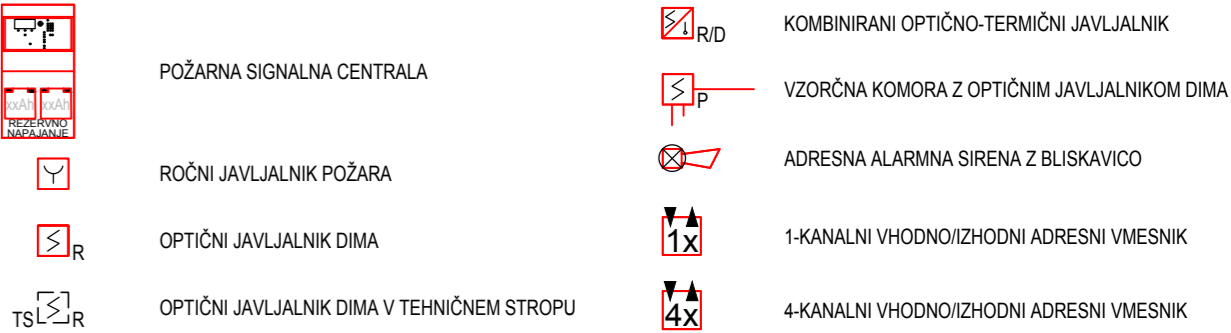 xxAh xxAh
REZERVNO
NAPAJANJE
POŽARNA SIGNALNA CENTRALA
ROČNI JAVLJALNIK POŽARA
R
OPTIČNI JAVLJALNIK DIMA
TS R
OPTIČNI JAVLJALNIK DIMA V TEHNIČNEM STROPU
R/D
KOMBINIRANI OPTIČNO-TERMIČNI JAVLJALNIK
P
VZORČNA KOMORA Z OPTIČNIM JAVLJALNIKOM DIMA
ADRESNA ALARMNA SIRENA Z BLISKAVICO
1x
1-KANALNI VHODNO/IZHODNI ADRESNI VMESNIK
4x
4-KANALNI VHODNO/IZHODNI ADRESNI VMESNIK